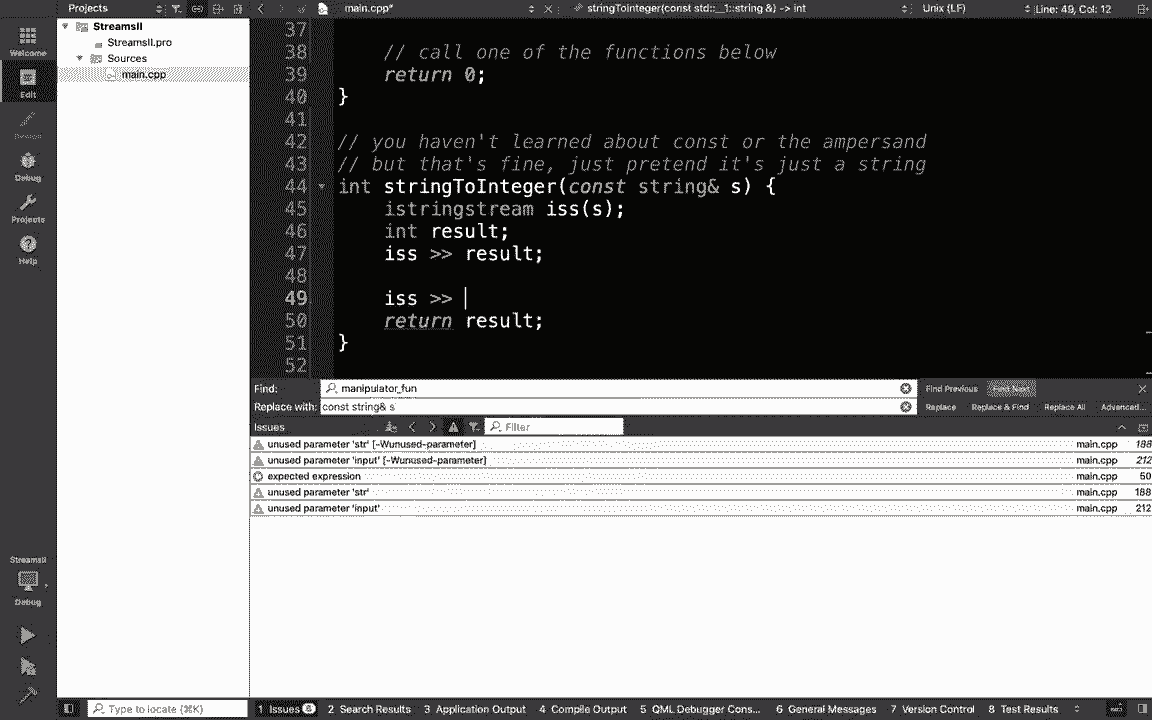 Projects
main.cpp*
stringToInteger(const std::__1::string &) -> int
Unix (LF)
Line: 49, Col: 12
Welcome
Edit
Design
Debug
Projects
Help
StreamsII
StreamsII.pro
Sources
main.cpp
37
38 // call one of the functions below
39 return 0;
40 }
41
42 // you haven't learned about const or the ampersand
43 // but that's fine, just pretend it's just a string
44 int stringToInteger(const string& s) {
45 istringstream iss(s);
46 int result;
47 iss >> result;
48
49 iss >>
50 return result;
51 }
52
Find: manipulator_fun Find Previous Find Next
Replace with: const string& s Replace Replace & Find Replace All Advanced...
Issues Filter
unused parameter 'str' [-Wunused-parameter] main.cpp 188
unused parameter 'input' [-Wunused-parameter] main.cpp 212
expected expression main.cpp 50
unused parameter 'str' main.cpp 188
unused parameter 'input' main.cpp 212
StreamsII
Debug
Type to locate (⌘K)
1 Issues 8 2 Search Results 3 Application Output 4 Compile Output 5 QML Debugger Cons... 6 General Messages 7 Version Control 8 Test Results